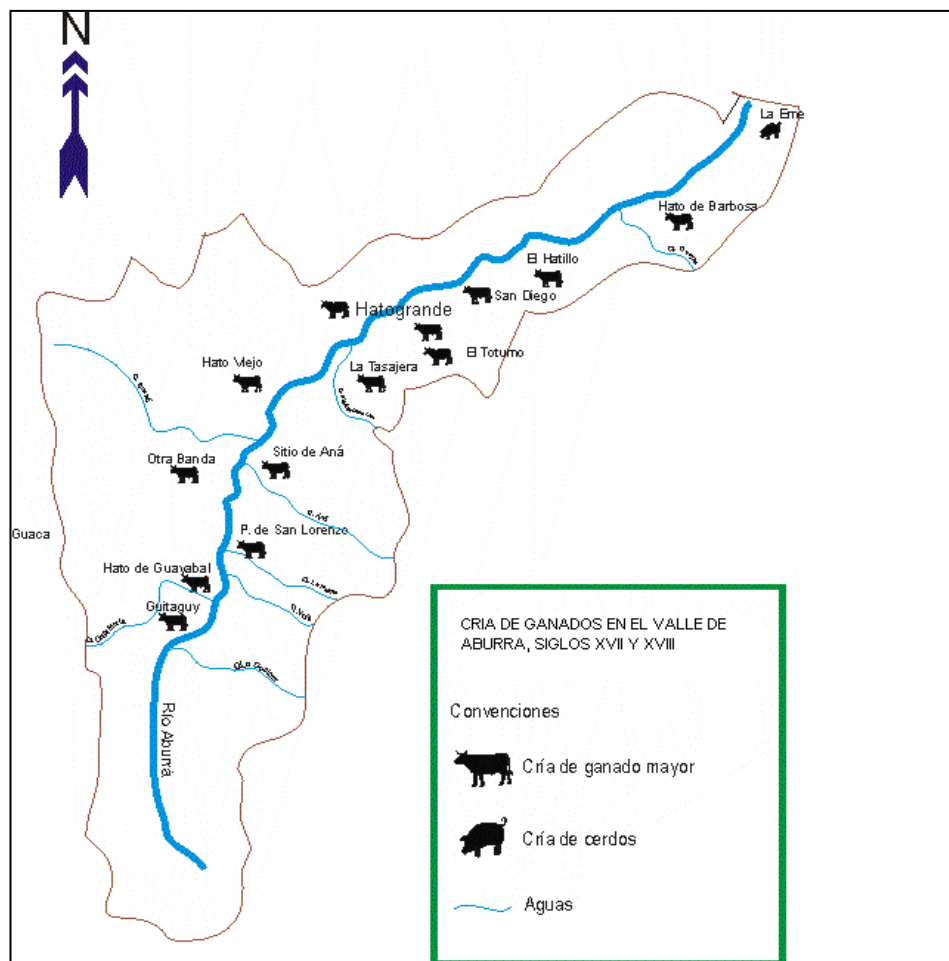 N
La Eme
Hato de Barbosa
El Hatillo
San Diego
Hatogrande
El Totumo
La Tasajera
Hato Viejo
Sitio de Aná
Otra Banda
Guaca
P. de San Lorenzo
Hato de Guayabal
Guitaguy
Río Aburrá
CRIA DE GANADOS EN EL VALLE DE
ABURRA, SIGLOS XVII Y XVIII
Convenciones
Cría de ganado mayor
Cría de cerdos
Aguas